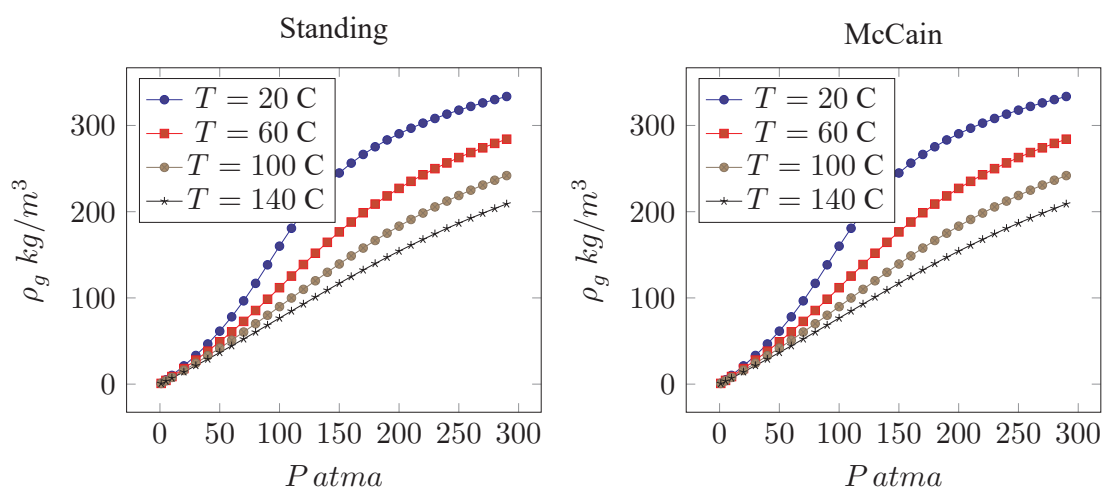 Standing
T = 20 C
T = 60 C
T = 100 C
T = 140 C
300
200
100
0
ρg kg/m³
0 50 100 150 200 250 300
P atma
McCain
T = 20 C
T = 60 C
T = 100 C
T = 140 C
300
200
100
0
ρg kg/m³
0 50 100 150 200 250 300
P atma